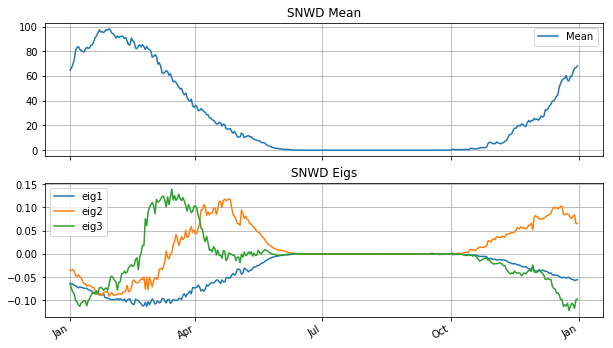 SNWD Mean
100
80
60
40
20
0
Mean
SNWD Eigs
0.15
0.10
0.05
0.00
−0.05
−0.10
eig1
eig2
eig3
Jan
Apr
Jul
Oct
Jan